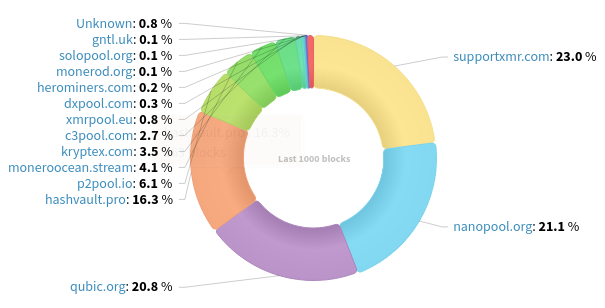 Unknown: 0.8 %
gntl.uk: 0.1 %
solopool.org: 0.1 %
monerod.org: 0.1 %
herominers.com: 0.2 %
dxpool.com: 0.3 %
xmrpool.eu: 0.8 %
c3pool.com: 2.7 %
kryptex.com: 3.5 %
moneroocean.stream: 4.1 %
p2pool.io: 6.1 %
hashvault.pro: 16.3 %
qubic.org: 20.8 %
supportxmr.com: 23.0 %
nanopool.org: 21.1 %
Last 1000 blocks